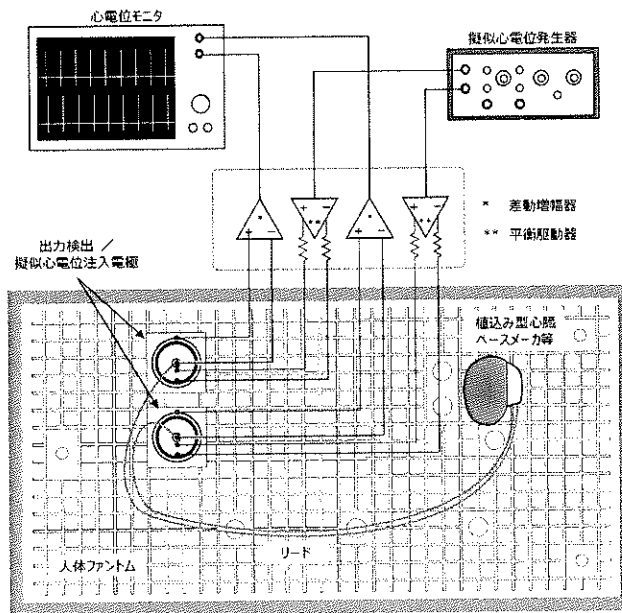 心電位モニタ
擬似心電位発生器
+ * −
+ ** −
+ * −
+ ** −
* 差動増幅器
** 平衡駆動器
出力検出 /
擬似心電位注入電極
植込み型心臓
ペースメーカ等
人体ファントム
リード